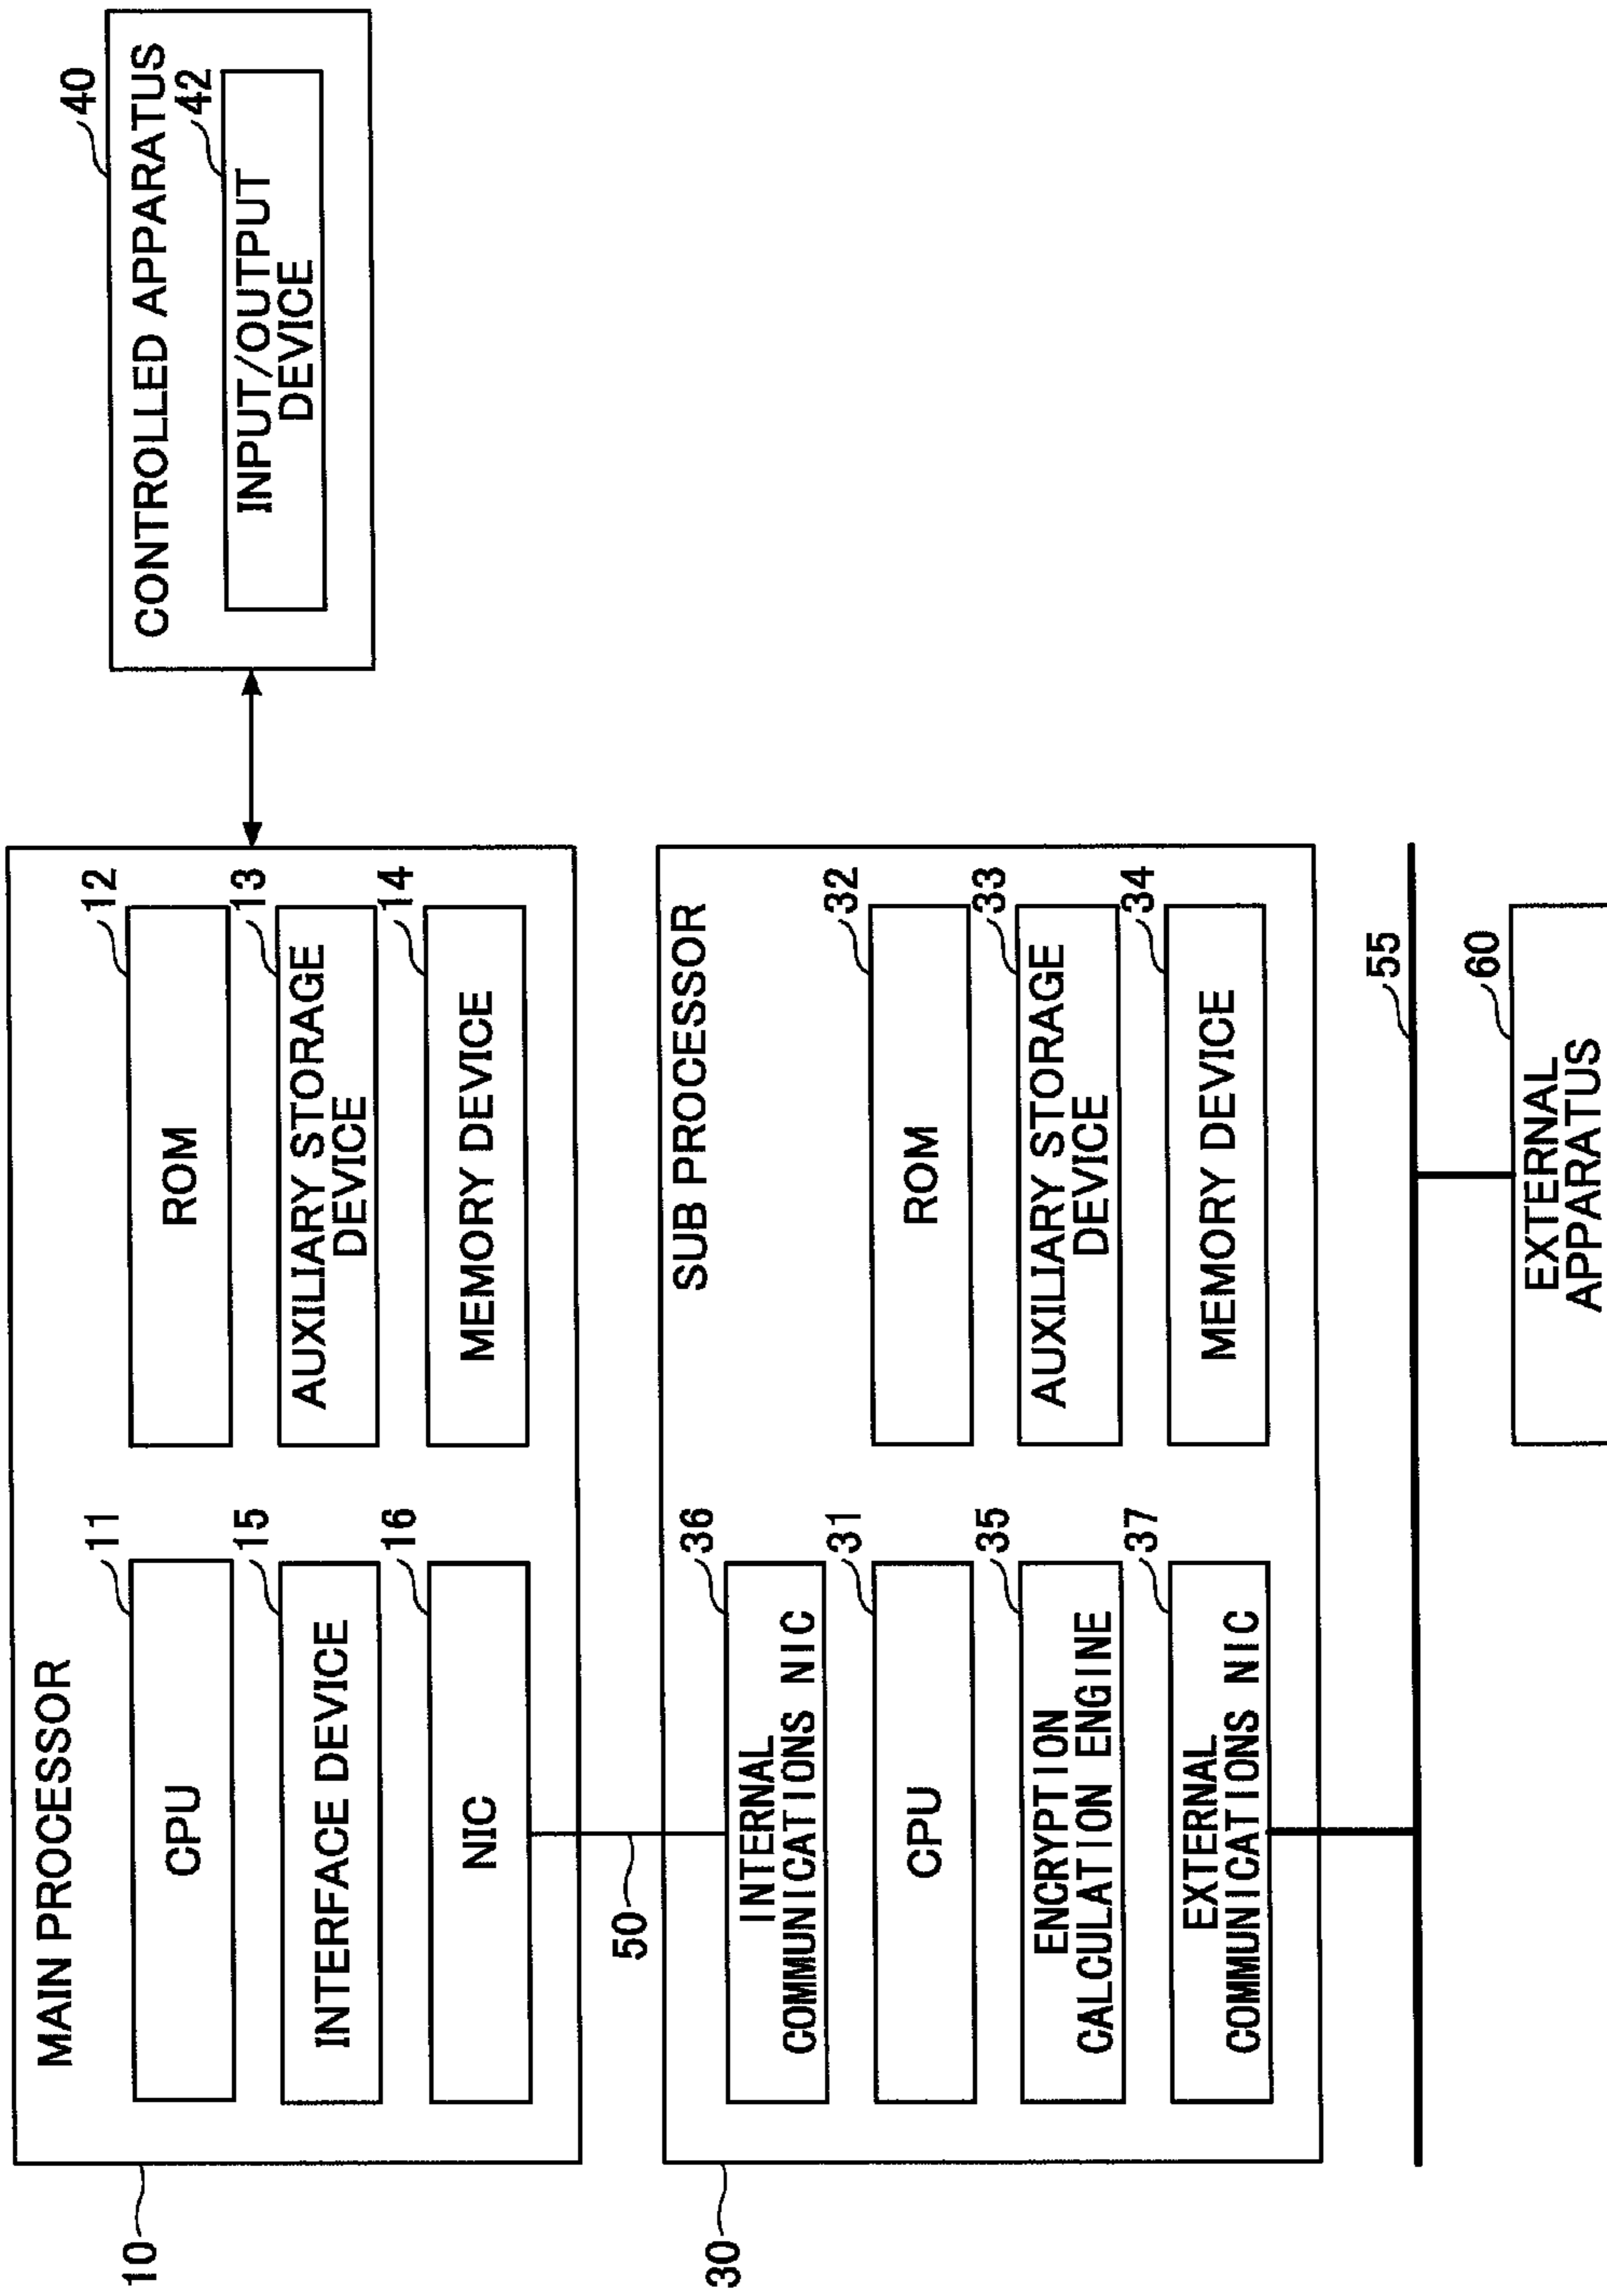 10
MAIN PROCESSOR
11
CPU
12
ROM
15
INTERFACE DEVICE
13
AUXILIARY STORAGE
DEVICE
16
NIC
14
MEMORY DEVICE
40
CONTROLLED APPARATUS
42
INPUT/OUTPUT
DEVICE
50
30
SUB PROCESSOR
36
INTERNAL
COMMUNICATIONS NIC
31
CPU
32
ROM
35
ENCRYPTION
CALCULATION ENGINE
33
AUXILIARY STORAGE
DEVICE
37
EXTERNAL
COMMUNICATIONS NIC
34
MEMORY DEVICE
55
60
EXTERNAL
APPARATUS